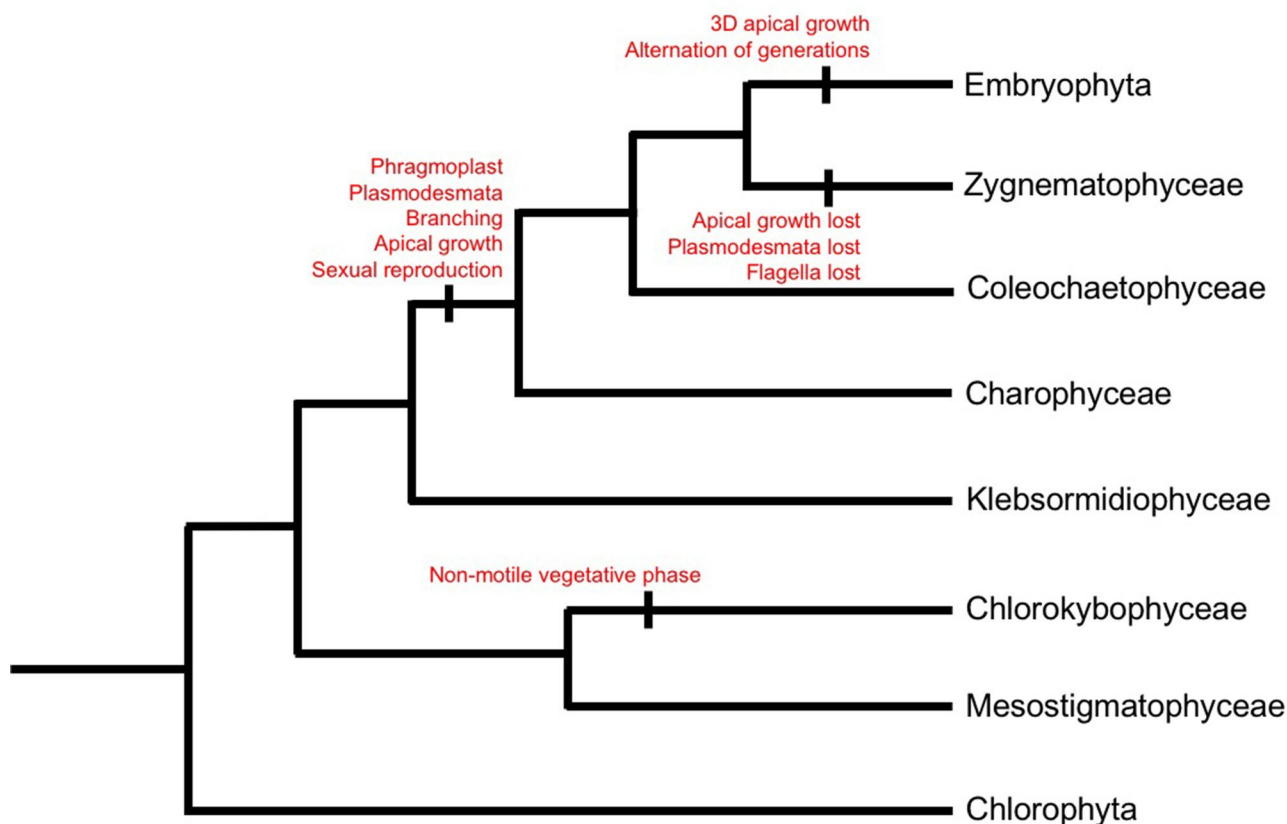 3D apical growth
Alternation of generations
Embryophyta
Phragmoplast
Plasmodesmata
Branching
Apical growth
Sexual reproduction
Zygnematophyceae
Apical growth lost
Plasmodesmata lost
Flagella lost
Coleochaetophyceae
Charophyceae
Klebsormidiophyceae
Non-motile vegetative phase
Chlorokybophyceae
Mesostigmatophyceae
Chlorophyta